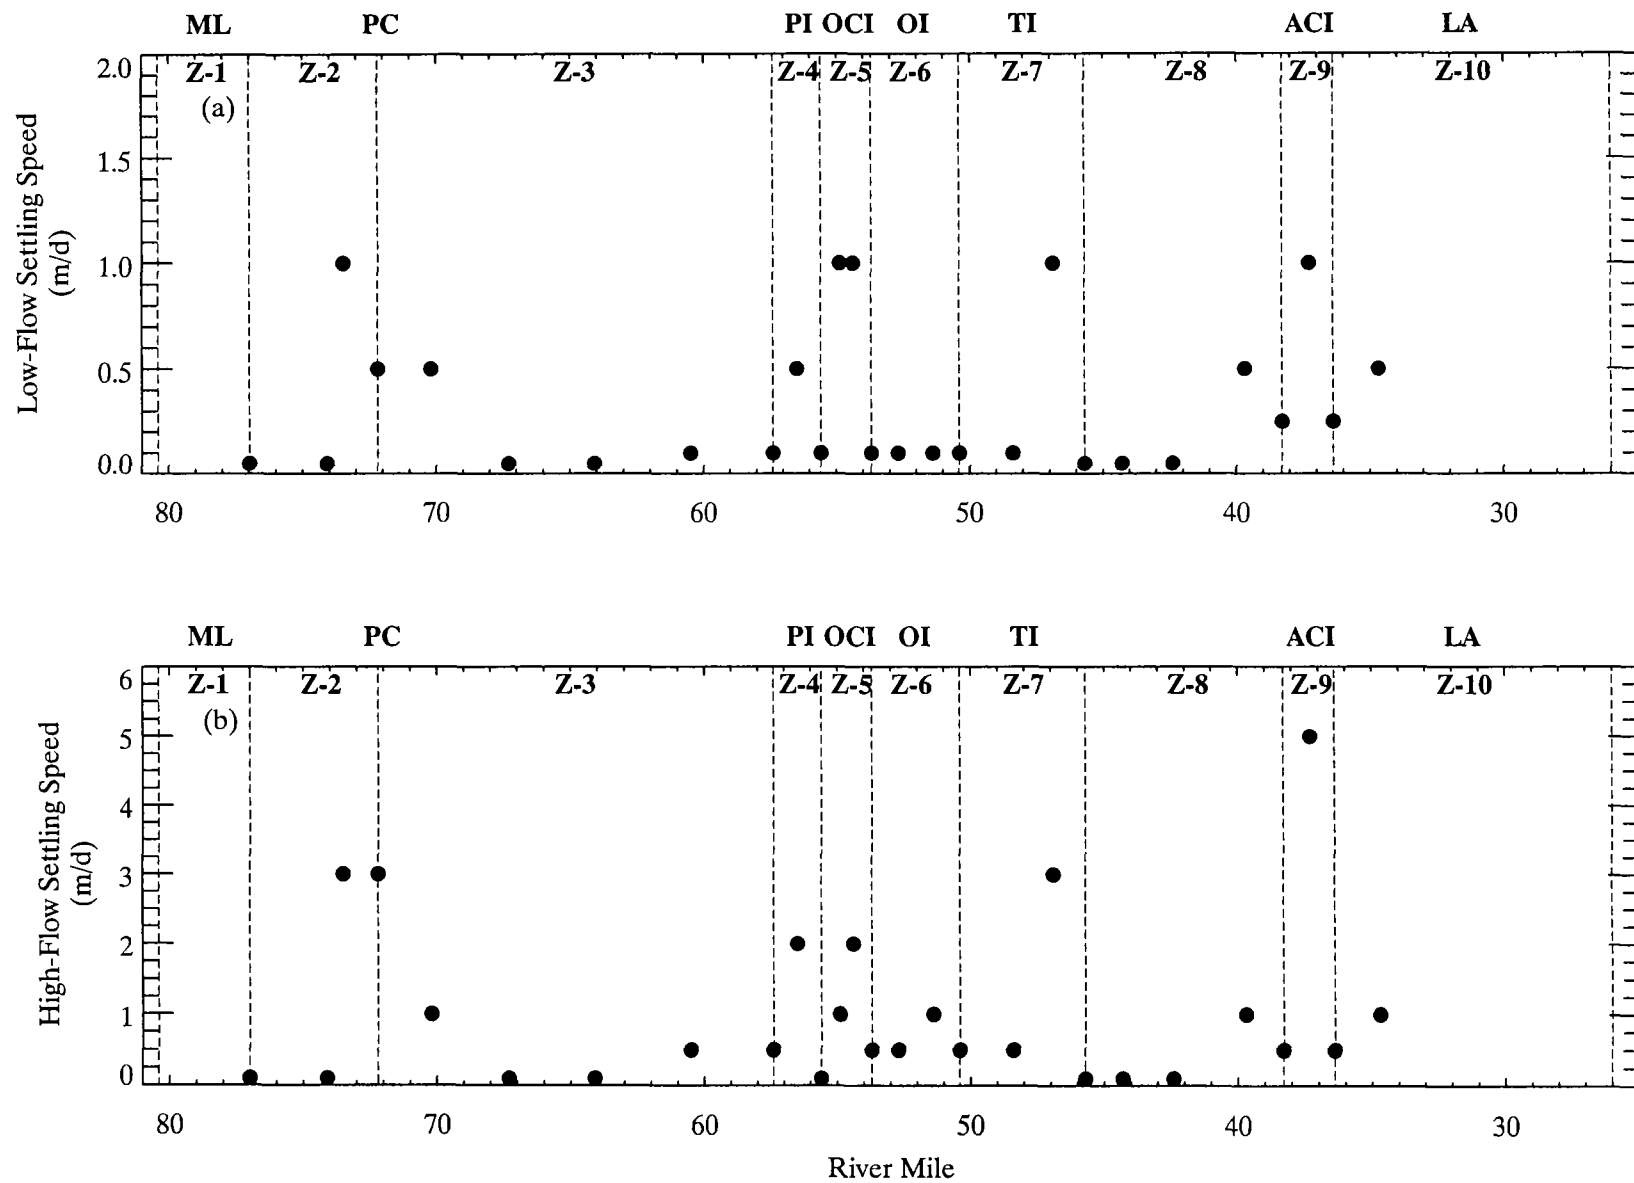 ML PC PI OCI OI TI ACI LA
Z-1 Z-2 Z-3 Z-4 Z-5 Z-6 Z-7 Z-8 Z-9 Z-10
(a)
2.0
1.5
1.0
0.5
0.0
Low-Flow Settling Speed
(m/d)
80 70 60 50 40 30
ML PC PI OCI OI TI ACI LA
Z-1 Z-2 Z-3 Z-4 Z-5 Z-6 Z-7 Z-8 Z-9 Z-10
(b)
6
5
4
3
2
1
0
High-Flow Settling Speed
(m/d)
80 70 60 50 40 30
River Mile